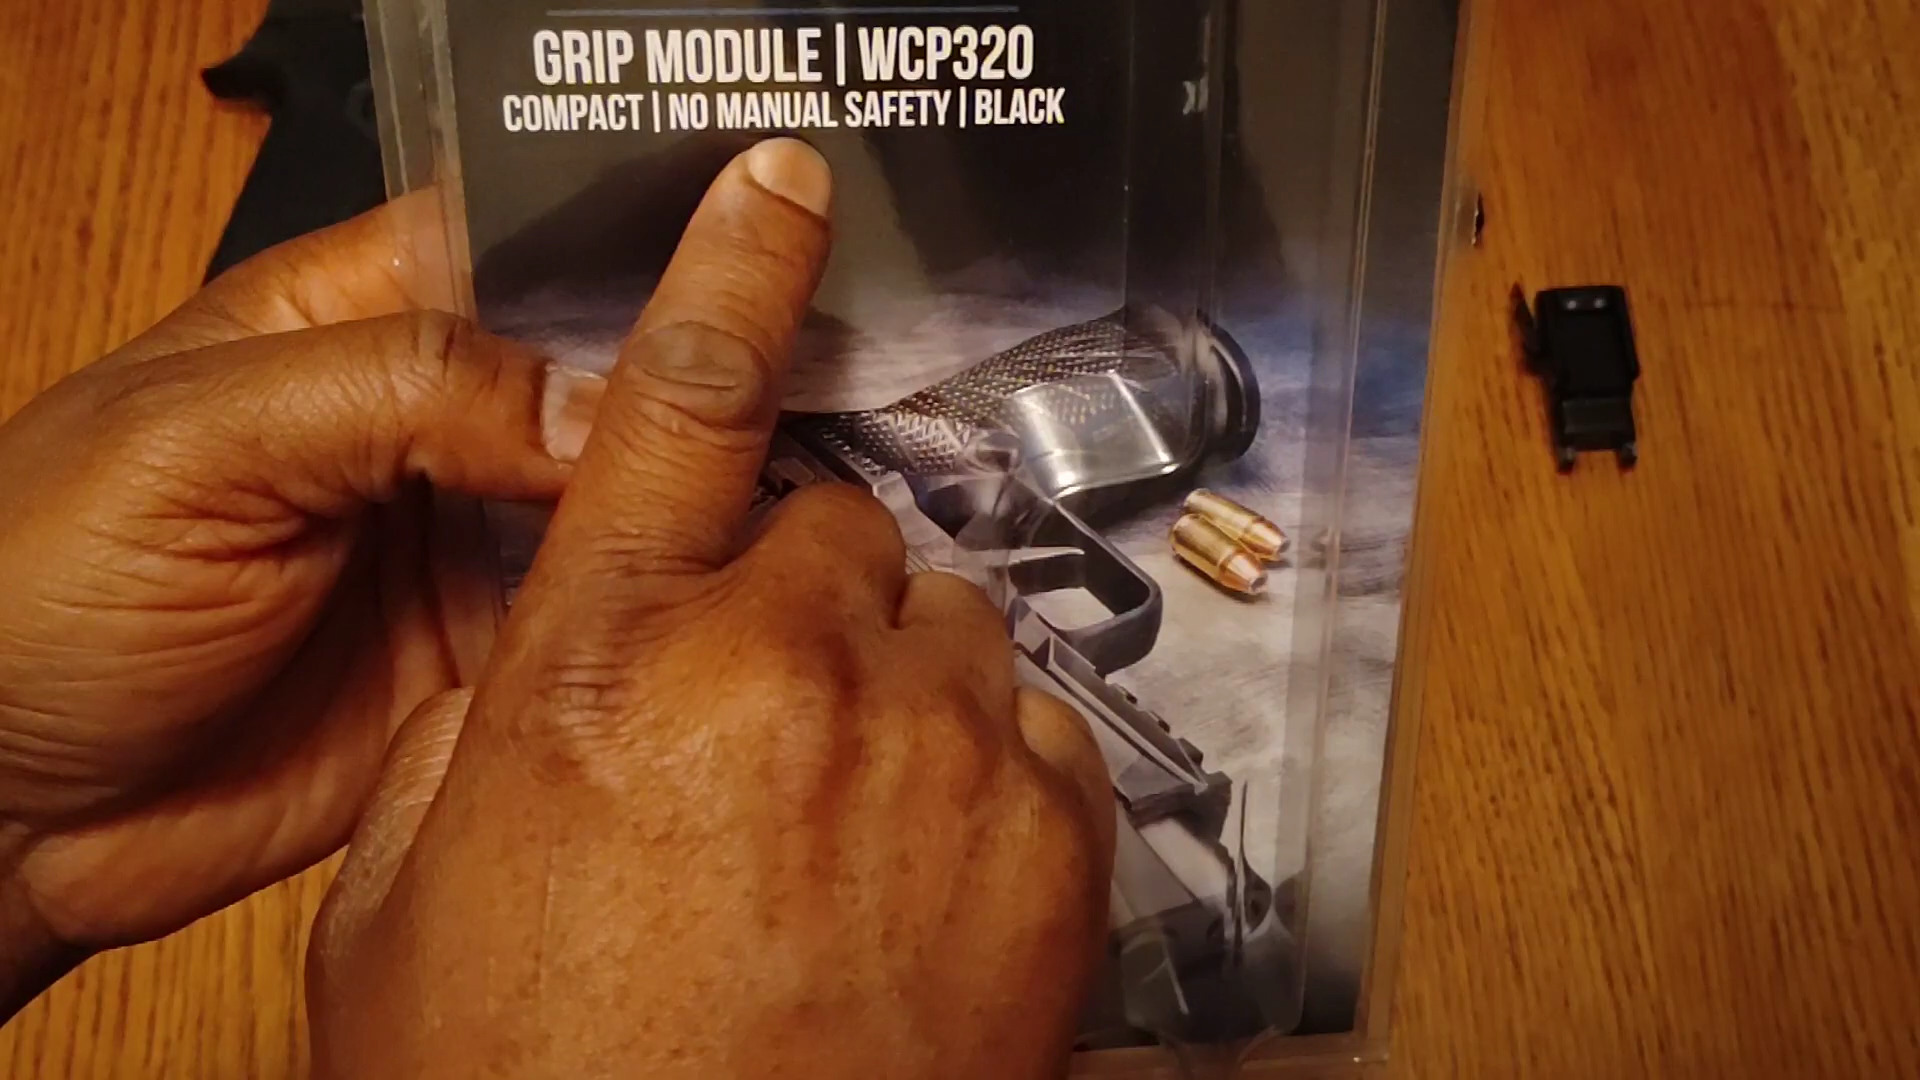 GRIP MODULE | WCP320
COMPACT | NO MANUAL SAFETY | BLACK